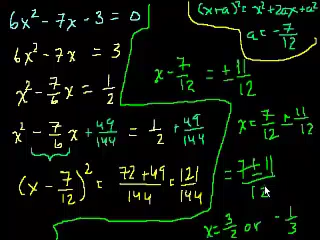 6x² - 7x - 3 = 0
6x² - 7x = 3
x² - 7/6 x = 1/2
x² - 7/6 x + 49/144 = 1/2 + 49/144
(x - 7/12)² = (72 + 49)/144 = 121/144
(x + a)² = x² + 2ax + a²
a = -7/12
x - 7/12 = ± 11/12
x = 7/12 ± 11/12
= (7 ± 11)/12
x = 3/2 or -1/3